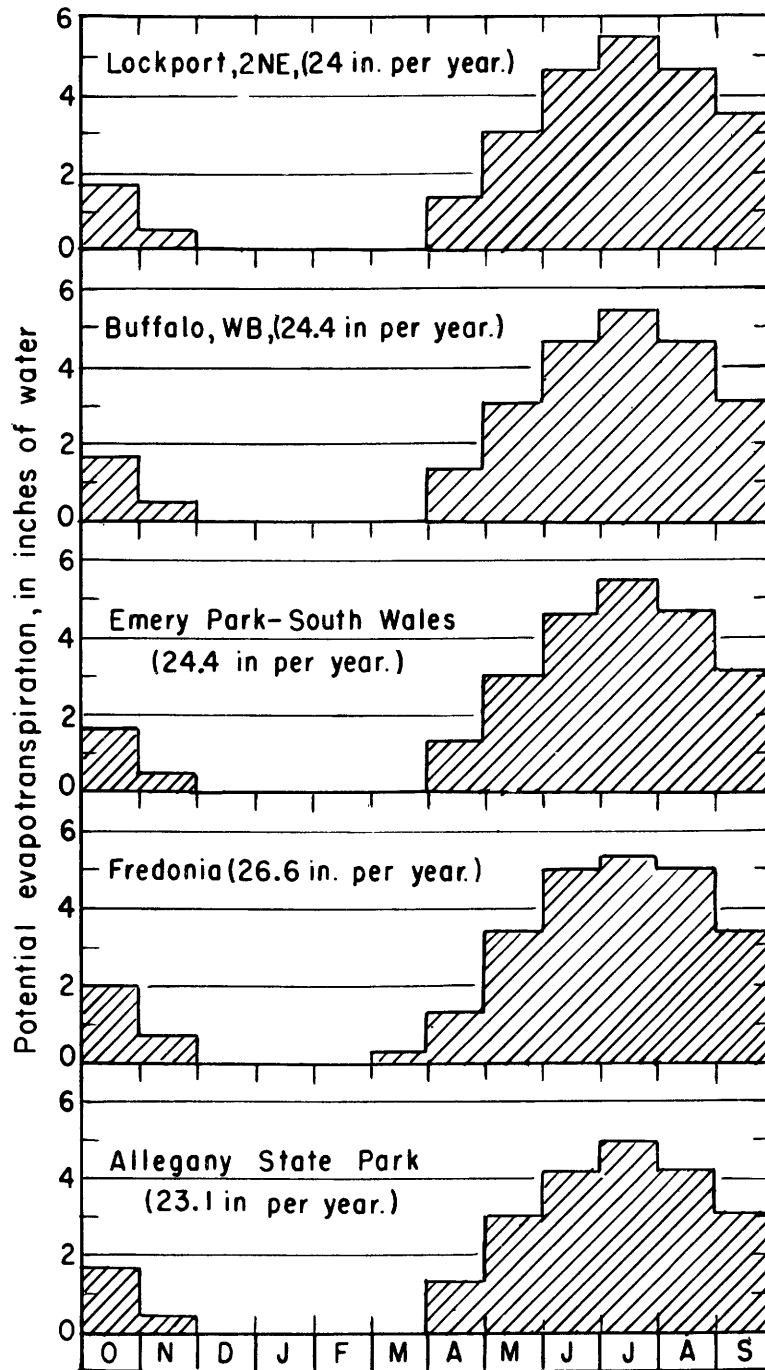 Potential evapotranspiration, in inches of water
6
Lockport,2NE,(24 in. per year.)
4
2
0
6
Buffalo, WB,(24.4 in per year.)
4
2
0
6
Emery Park-South Wales
4
(24.4 in per year.)
2
0
6
Fredonia(26.6 in. per year.)
4
2
0
6
Allegany State Park
4
(23.1 in per year.)
2
0
O N D J F M A M J J A S